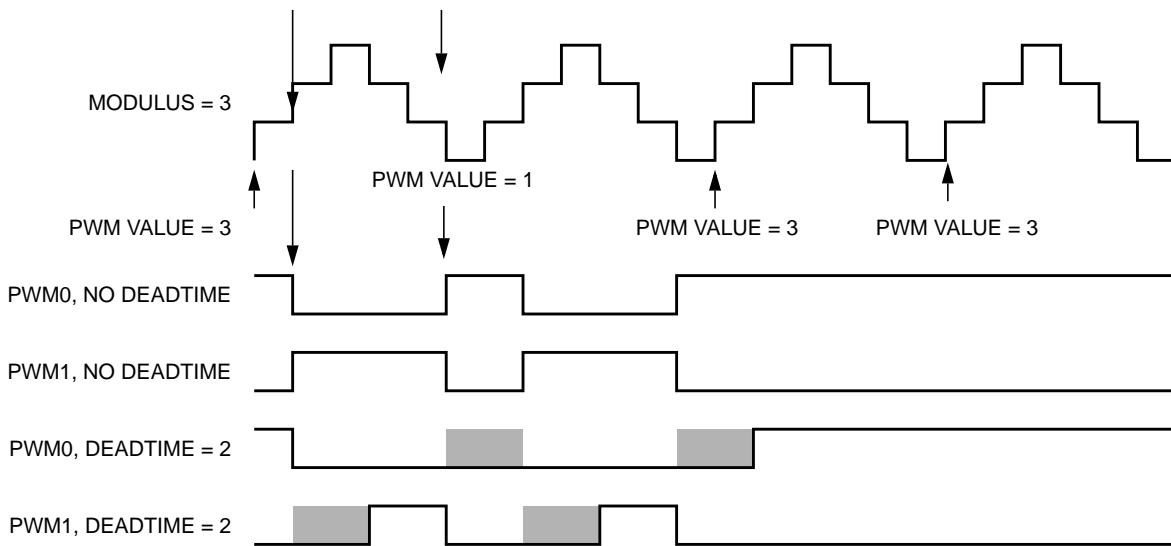 MODULUS = 3
PWM VALUE = 1
PWM VALUE = 3
PWM VALUE = 3
PWM VALUE = 3
PWM0, NO DEADTIME
PWM1, NO DEADTIME
PWM0, DEADTIME = 2
PWM1, DEADTIME = 2